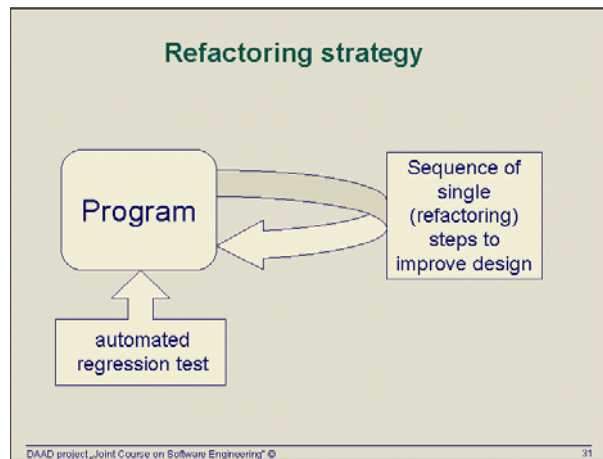 Refactoring strategy
Program
Sequence of
single
(refactoring)
steps to
improve design
automated
regression test
DAAD project „Joint Course on Software Engineering“ ©
31